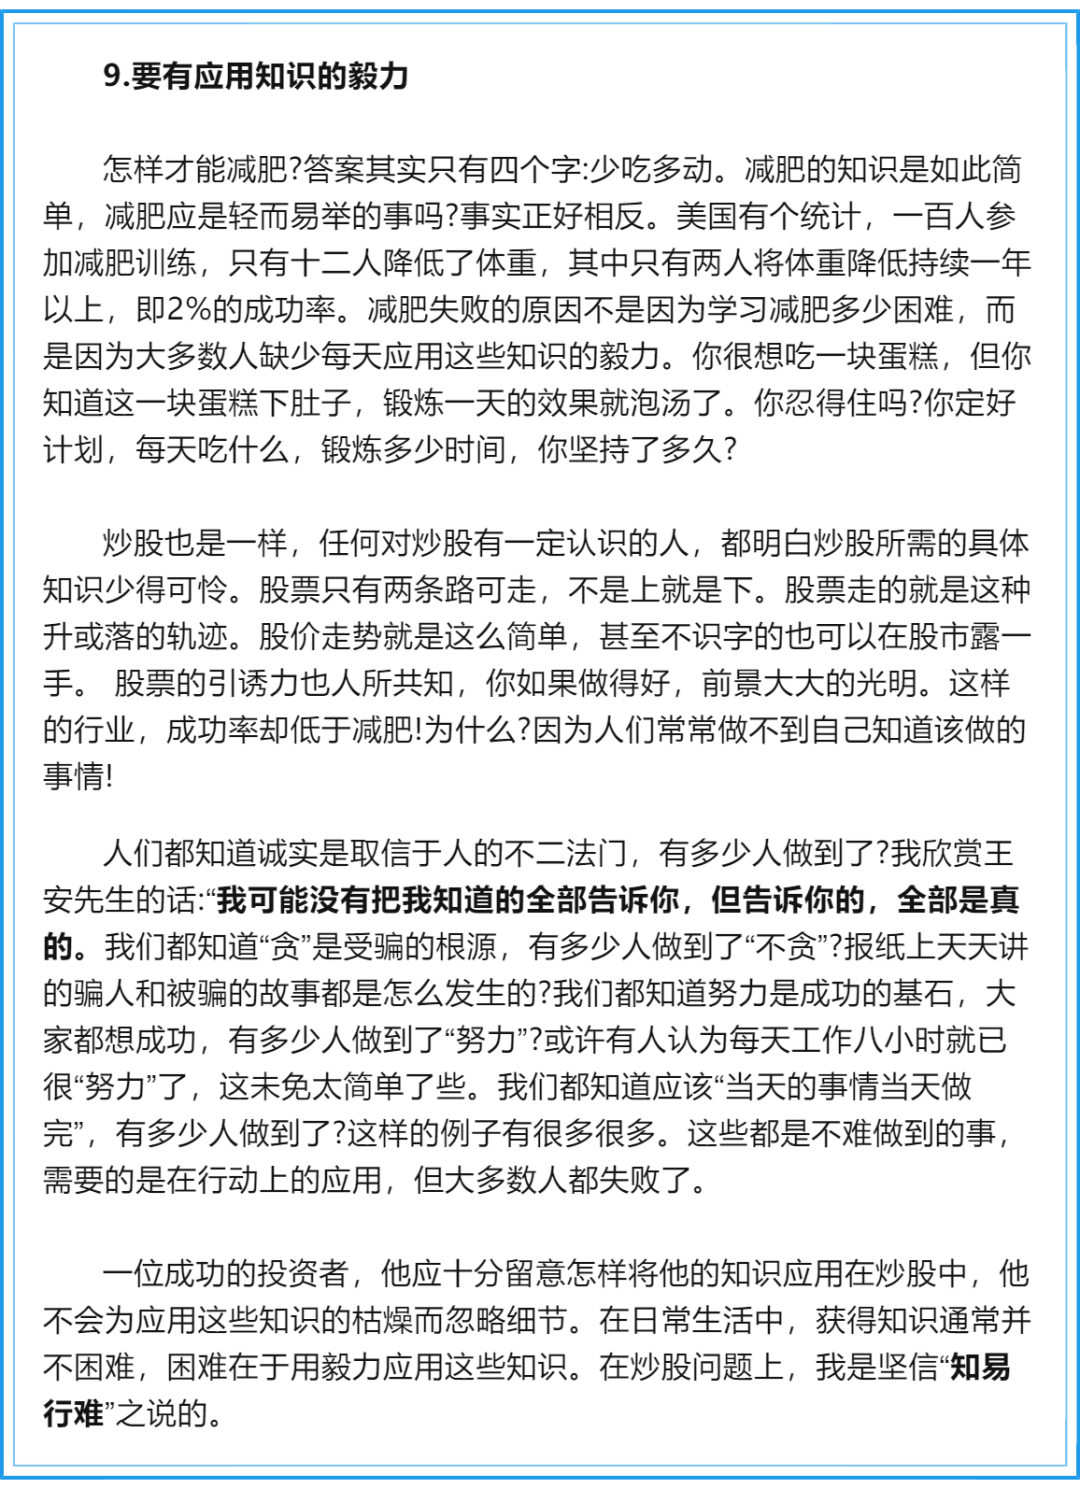 9.要有应用知识的毅力
怎样才能减肥?答案其实只有四个字:少吃多动。减肥的知识是如此简
单，减肥应是轻而易举的事吗?事实正好相反。美国有个统计，一百人参
加减肥训练，只有十二人降低了体重，其中只有两人将体重降低持续一年
以上，即2%的成功率。减肥失败的原因不是因为学习减肥多少困难，而
是因为大多数人缺少每天应用这些知识的毅力。你很想吃一块蛋糕，但你
知道这一块蛋糕下肚子，锻炼一天的效果就泡汤了。你忍得住吗?你定好
计划，每天吃什么，锻炼多少时间，你坚持了多久?
炒股也是一样，任何对炒股有一定认识的人，都明白炒股所需的具体
知识少得可怜。股票只有两条路可走，不是上就是下。股票走的就是这种
升或落的轨迹。股价走势就是这么简单，甚至不识字的也可以在股市露一
手。 股票的引诱力也人所共知，你如果做得好，前景大大的光明。这样
的行业，成功率却低于减肥!为什么?因为人们常常做不到自己知道该做的
事情!
人们都知道诚实是取信于人的不二法门，有多少人做到了?我欣赏王
安先生的话:“我可能没有把我知道的全部告诉你，但告诉你的，全部是真
的。我们都知道“贪”是受骗的根源，有多少人做到了“不贪”?报纸上天天讲
的骗人和被骗的故事都是怎么发生的?我们都知道努力是成功的基石，大
家都想成功，有多少人做到了“努力”?或许有人认为每天工作八小时就已
很“努力”了，这未免太简单了些。我们都知道应该“当天的事情当天做
完”，有多少人做到了?这样的例子有很多很多。这些都是不难做到的事，
需要的是在行动上的应用，但大多数人都失败了。
一位成功的投资者，他应十分留意怎样将他的知识应用在炒股中，他
不会为应用这些知识的枯燥而忽略细节。在日常生活中，获得知识通常并
不困难，困难在于用毅力应用这些知识。在炒股问题上，我是坚信“知易
行难”之说的。